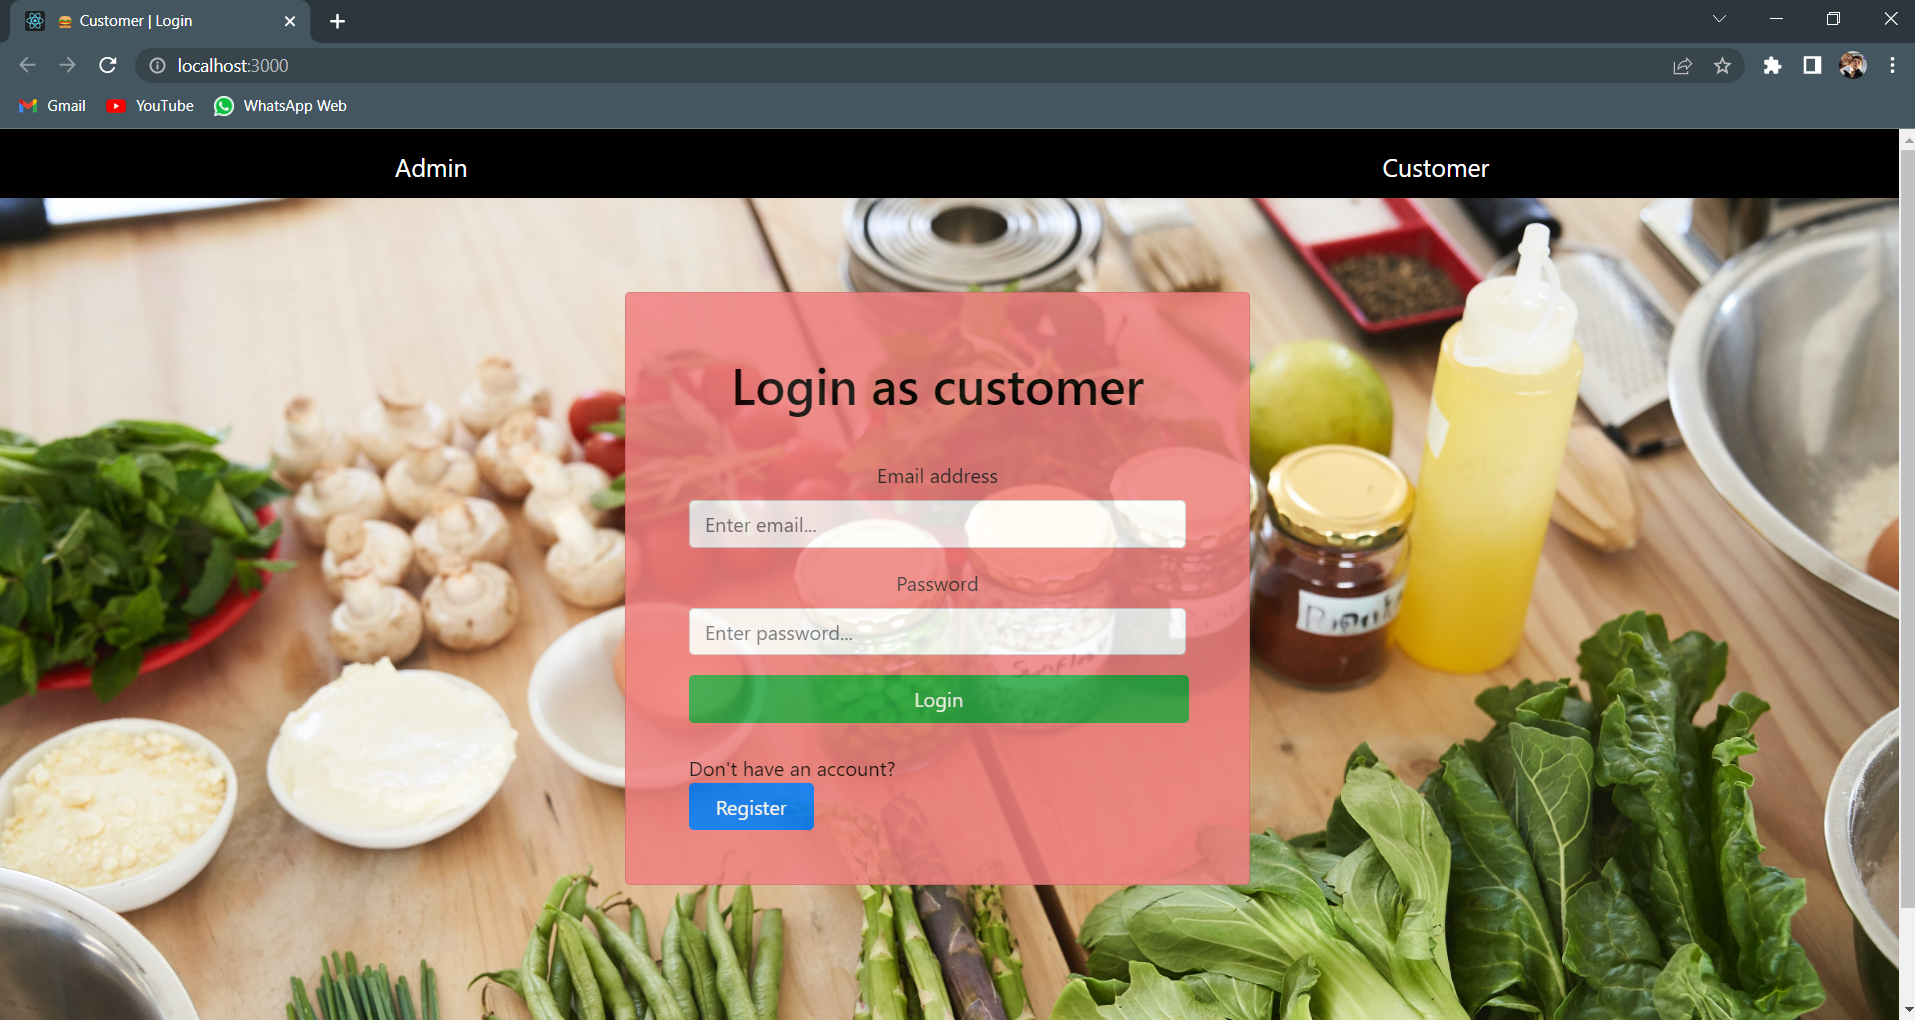 Customer | Login
localhost:3000
Gmail YouTube WhatsApp Web
Admin Customer
Login as customer
Email address
Enter email...
Password
Enter password...
Login
Don't have an account?
Register